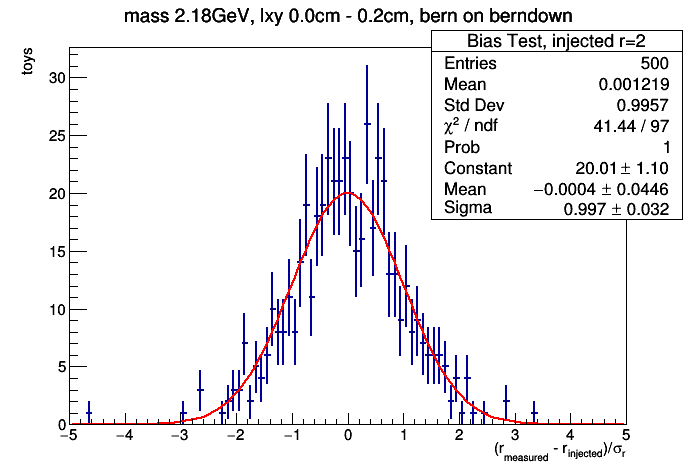 mass 2.18GeV, lxy 0.0cm - 0.2cm, bern on berndown
Bias Test, injected r=2
Entries 500
Mean 0.001219
Std Dev 0.9957
χ² / ndf 41.44 / 97
Prob 1
Constant 20.01 ± 1.10
Mean −0.0004 ± 0.0446
Sigma 0.997 ± 0.032
toys
30
25
20
15
10
5
0
−5 −4 −3 −2 −1 0 1 2 3 4 5
(r_measured - r_injected)/σ_r